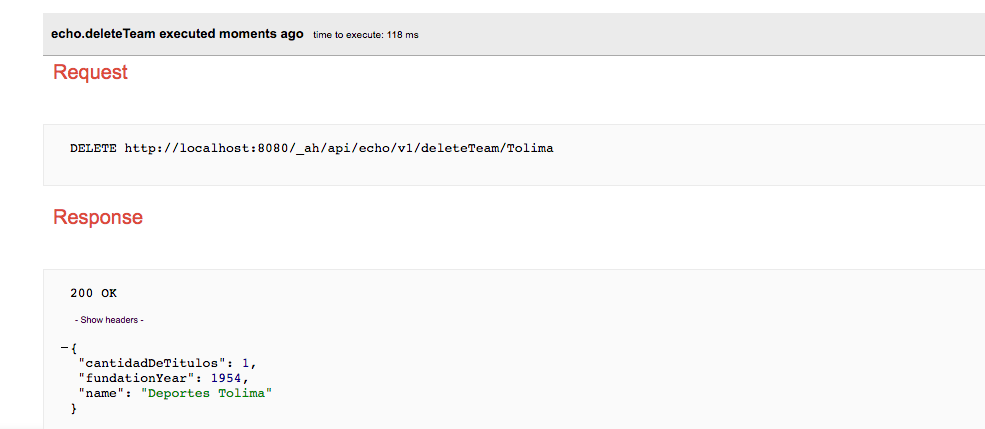 echo.deleteTeam executed moments ago time to execute: 118 ms
Request
DELETE http://localhost:8080/_ah/api/echo/v1/deleteTeam/Tolima
Response
200 OK
- Show headers -
−{
"cantidadDeTitulos": 1,
"fundationYear": 1954,
"name": "Deportes Tolima"
}